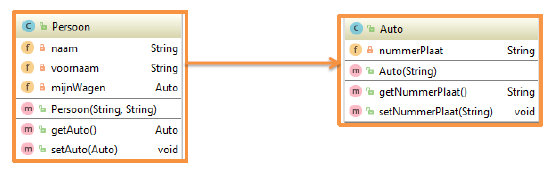 Persoon
naam String
voornaam String
mijnWagen Auto
Persoon(String, String)
getAuto() Auto
setAuto(Auto) void
Auto
nummerPlaat String
Auto(String)
getNummerPlaat() String
setNummerPlaat(String) void